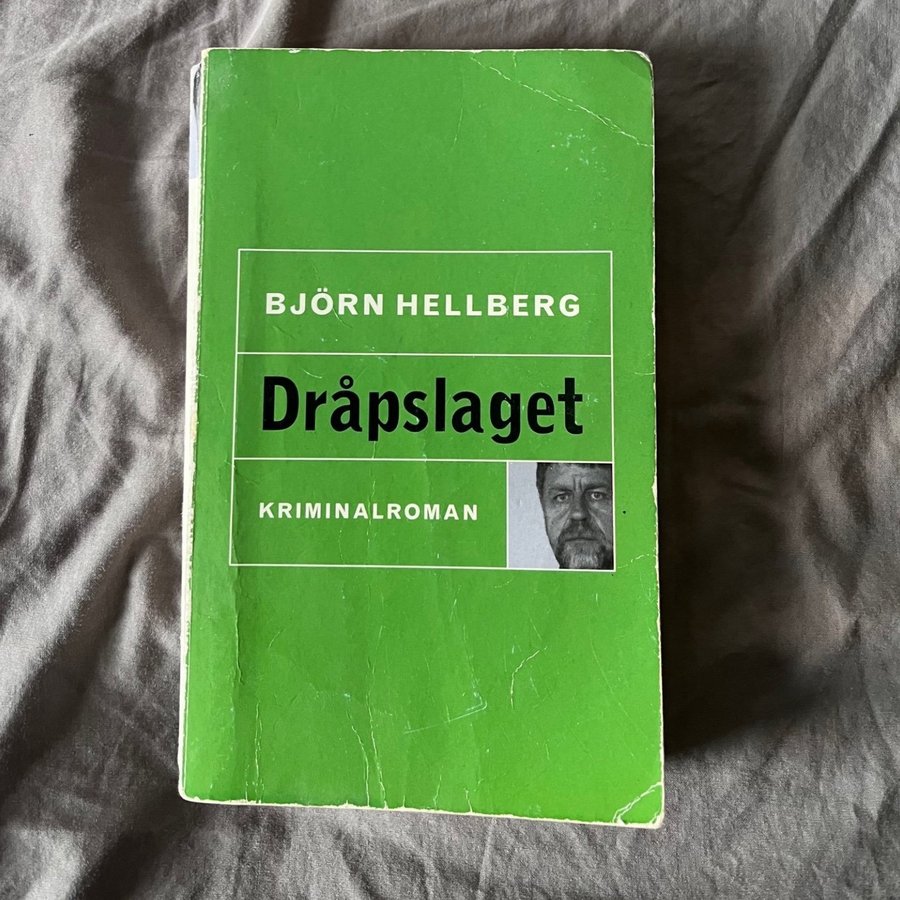 BJÖRN HELLBERG
Dråpslaget
KRIMINALROMAN